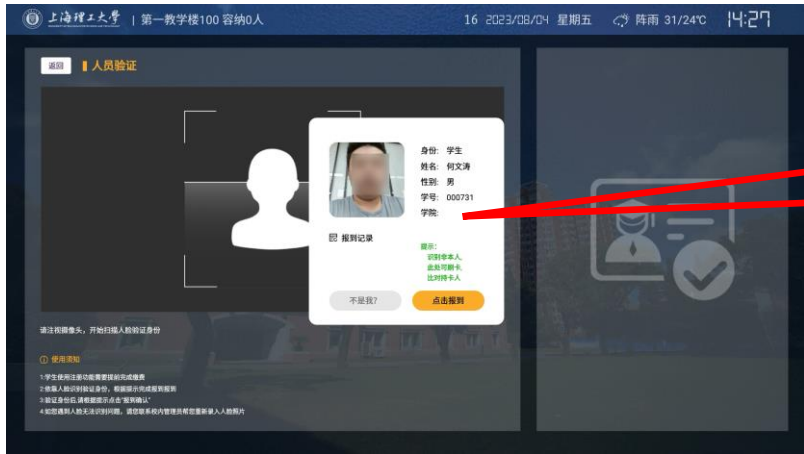 上海理工大学 | 第一教学楼100 容纳0人
16 2023/08/04 星期五 阵雨 31/24℃ 14:27
返回 人员验证
身份: 学生
姓名: 何文涛
性别: 男
学号: 000731
学院:
报到记录
提示:
识别非本人,
此处可刷卡,
比对持卡人
不是我?
点击报到
请注视摄像头，开始扫描人脸验证身份
使用须知
1:学生使用注册功能需要提前完成缴费
2:依靠人脸识别验证身份，根据提示完成报到报到
3:验证身份后,请根据提示点击"报到确认"
4:如您遇到人脸无法识别问题，请您联系校内管理员帮您重新录入人脸照片